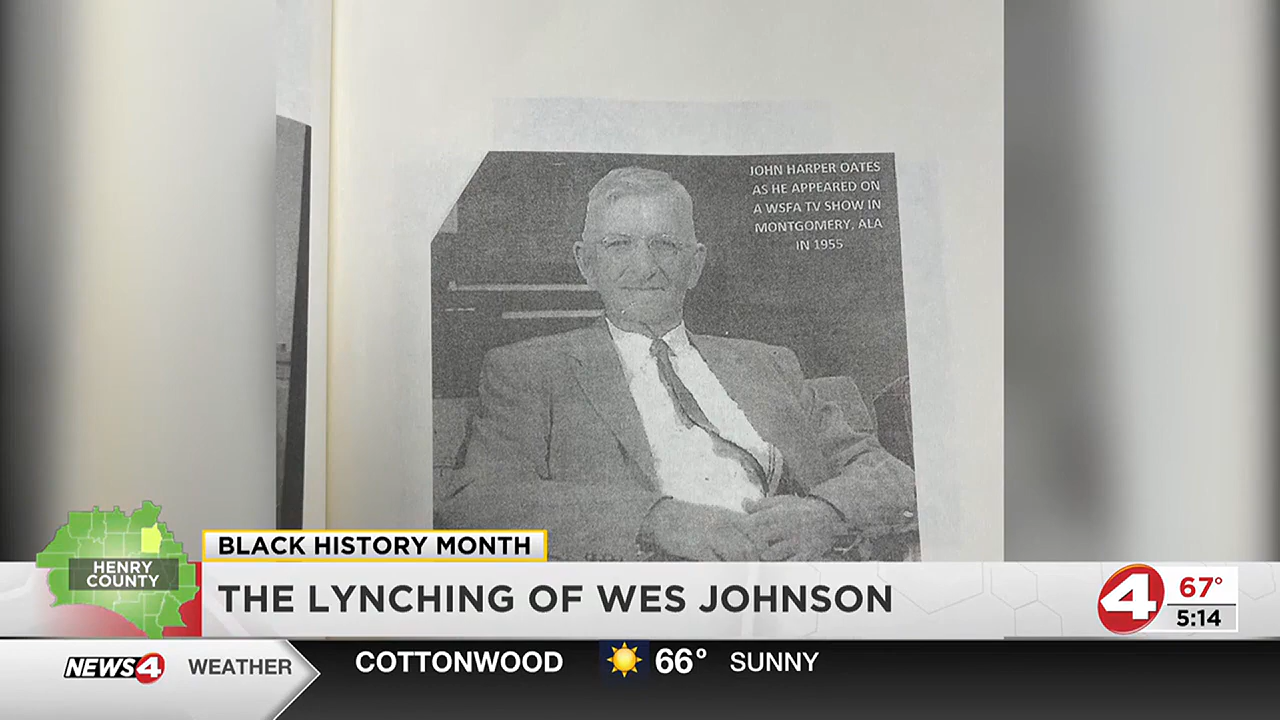 JOHN HARPER OATES
AS HE APPEARED ON
A WSFA TV SHOW IN
MONTGOMERY, ALA
IN 1955
BLACK HISTORY MONTH
HENRY
COUNTY
THE LYNCHING OF WES JOHNSON
4
67°
5:14
NEWS4 WEATHER
COTTONWOOD 66° SUNNY